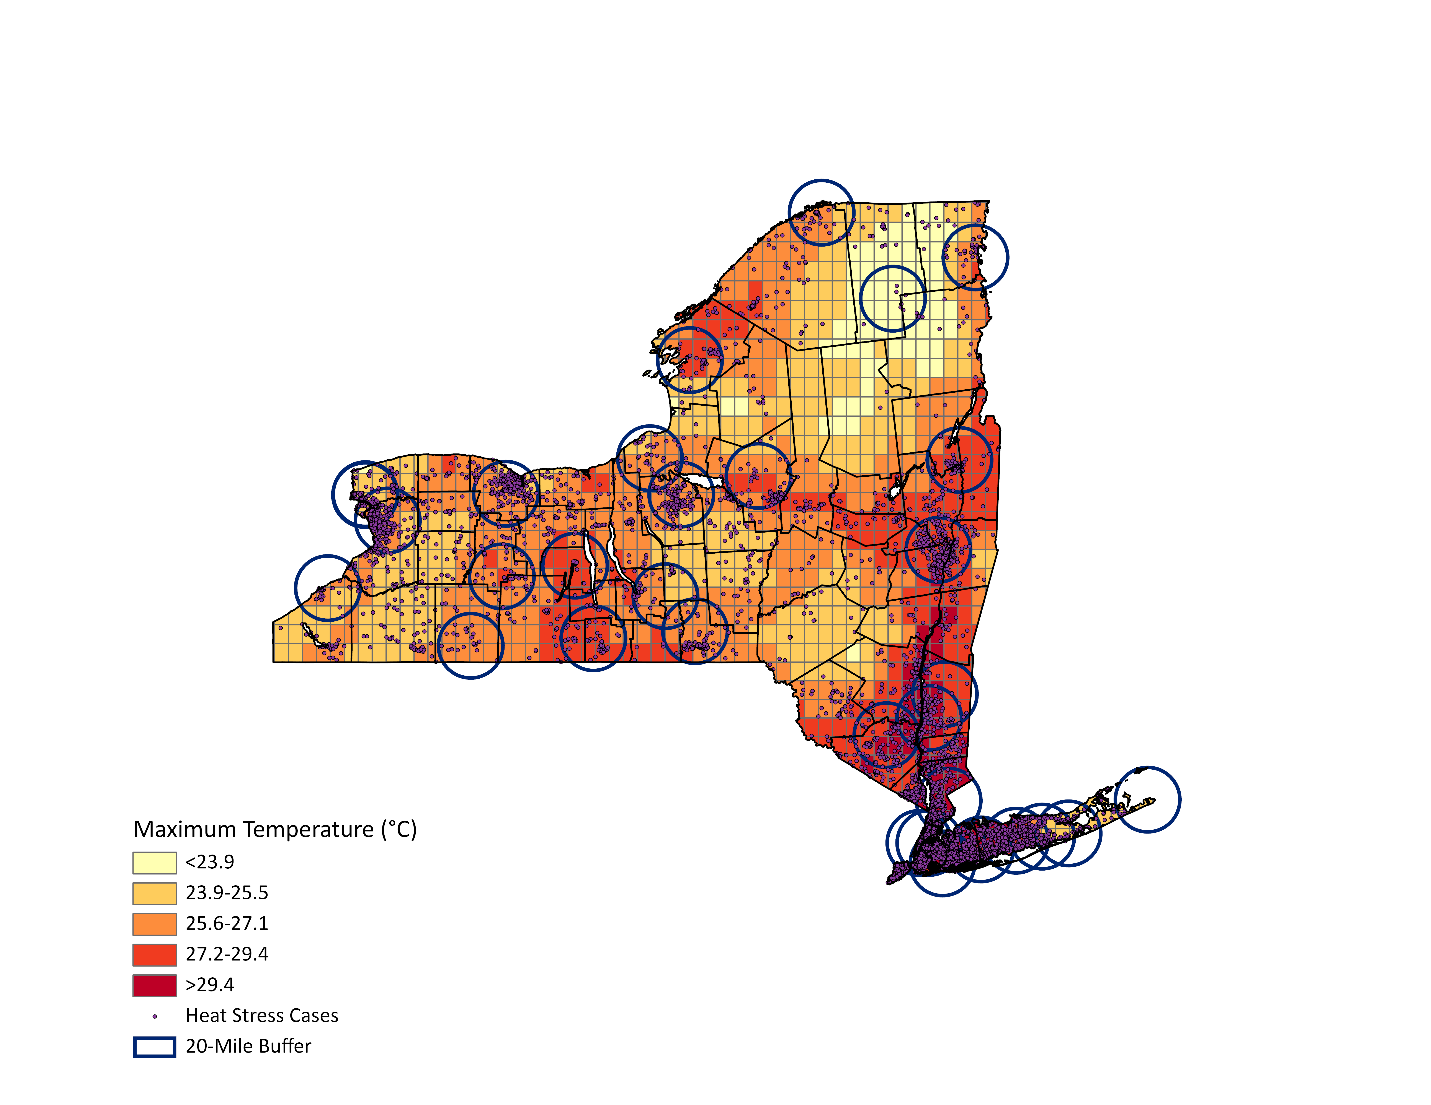 Maximum Temperature (°C)
<23.9
23.9-25.5
25.6-27.1
27.2-29.4
>29.4
Heat Stress Cases
20-Mile Buffer